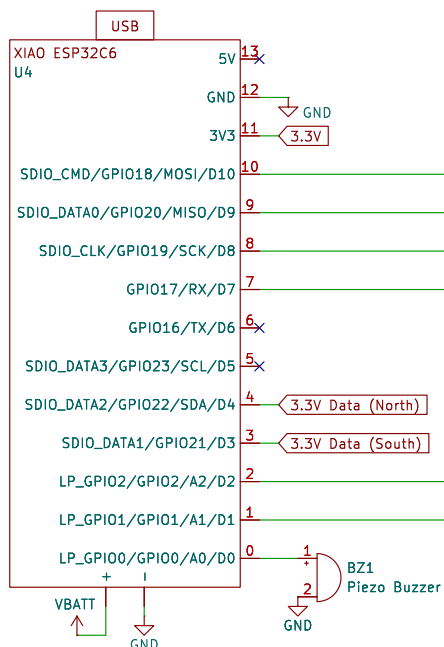 USB
XIAO ESP32C6
U4
5V 13
GND 12
GND
3V3 11 3.3V
SDIO_CMD/GPIO18/MOSI/D10 10
SDIO_DATA0/GPIO20/MISO/D9 9
SDIO_CLK/GPIO19/SCK/D8 8
GPIO17/RX/D7 7
GPIO16/TX/D6 6
SDIO_DATA3/GPIO23/SCL/D5 5
SDIO_DATA2/GPIO22/SDA/D4 4 3.3V Data (North)
SDIO_DATA1/GPIO21/D3 3 3.3V Data (South)
LP_GPIO2/GPIO2/A2/D2 2
LP_GPIO1/GPIO1/A1/D1 1
LP_GPIO0/GPIO0/A0/D0 0
1
+
BZ1
2
Piezo Buzzer
GND
+ −
VBATT
GND